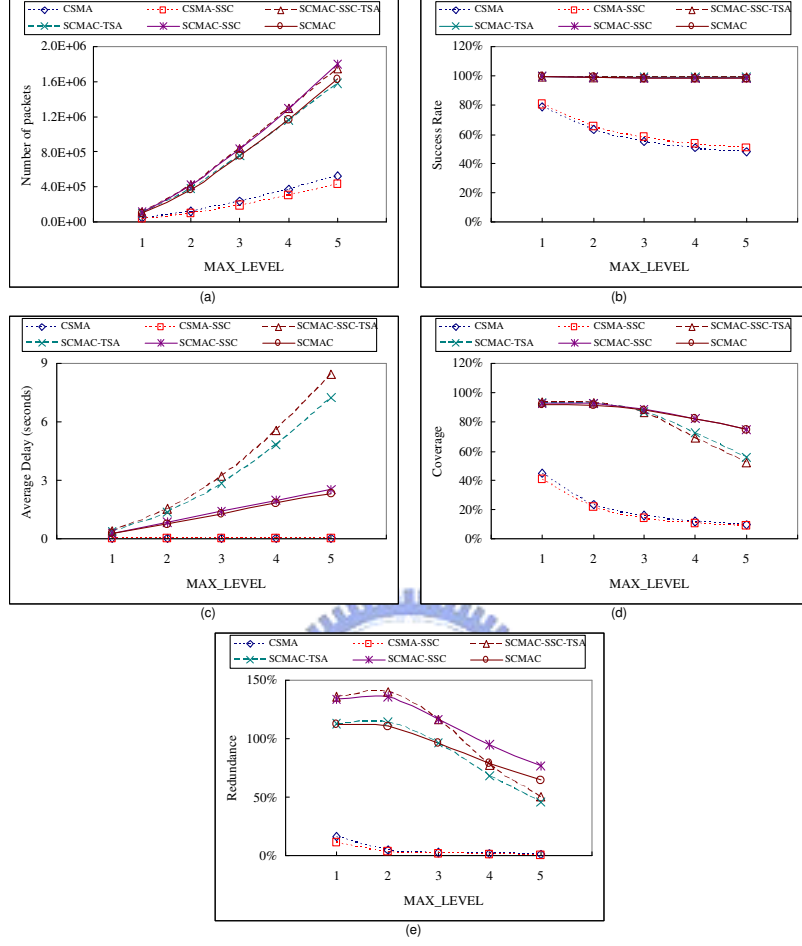 CSMA CSMA-SSC SCMAC-SSC-TSA
SCMAC-TSA SCMAC-SSC SCMAC
2.0E+06
1.6E+06
1.2E+06
8.0E+05
4.0E+05
0.0E+00
Number of packets
1 2 3 4 5
MAX_LEVEL
(a)
CSMA CSMA-SSC SCMAC-SSC-TSA
SCMAC-TSA SCMAC-SSC SCMAC
120%
100%
80%
60%
40%
20%
0%
Success Rate
1 2 3 4 5
MAX_LEVEL
(b)
CSMA CSMA-SSC SCMAC-SSC-TSA
SCMAC-TSA SCMAC-SSC SCMAC
9
6
3
0
Average Delay (seconds)
1 2 3 4 5
MAX_LEVEL
(c)
CSMA CSMA-SSC SCMAC-SSC-TSA
SCMAC-TSA SCMAC-SSC SCMAC
120%
100%
80%
60%
40%
20%
0%
Coverage
1 2 3 4 5
MAX_LEVEL
(d)
CSMA CSMA-SSC SCMAC-SSC-TSA
SCMAC-TSA SCMAC-SSC SCMAC
150%
100%
50%
0%
Redundance
1 2 3 4 5
MAX_LEVEL
(e)